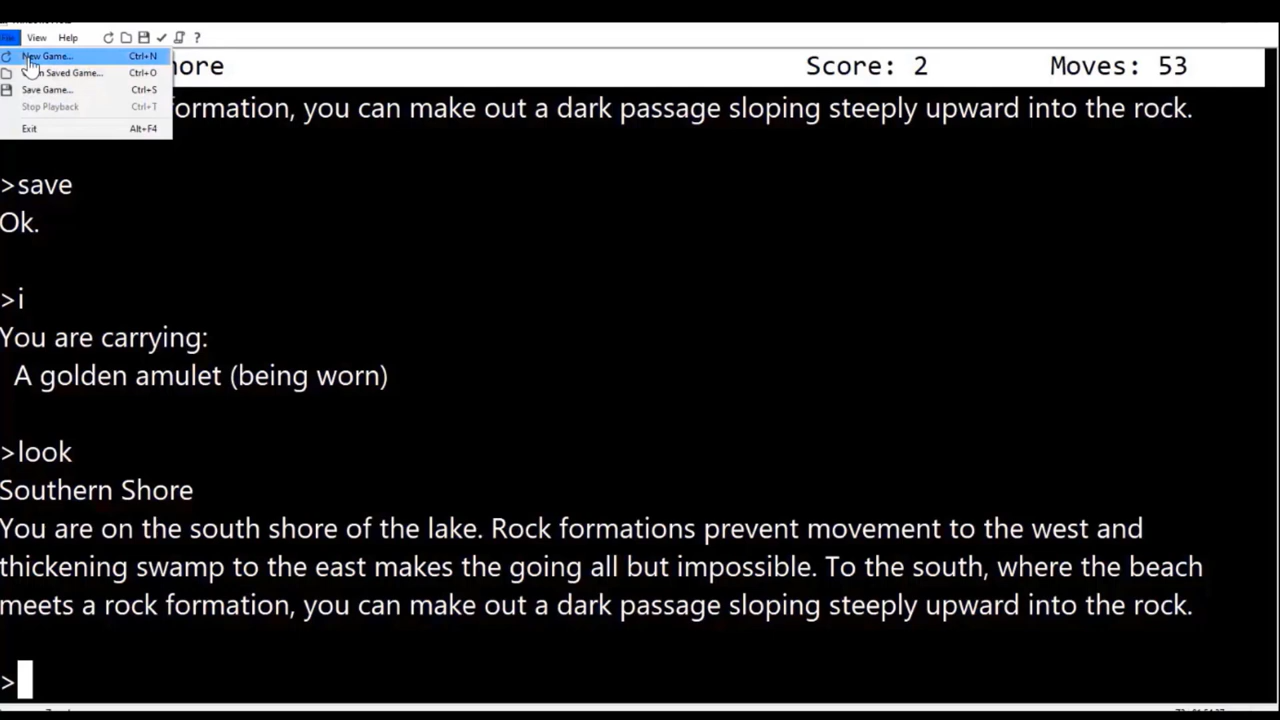 File View Help
New Game... Ctrl+N
Saved Game... Ctrl+O
Save Game... Ctrl+S
Stop Playback Ctrl+T
Exit Alt+F4
Score: 2 Moves: 53
formation, you can make out a dark passage sloping steeply upward into the rock.
>save
Ok.
>i
You are carrying:
A golden amulet (being worn)
>look
Southern Shore
You are on the south shore of the lake. Rock formations prevent movement to the west and
thickening swamp to the east makes the going all but impossible. To the south, where the beach
meets a rock formation, you can make out a dark passage sloping steeply upward into the rock.
>